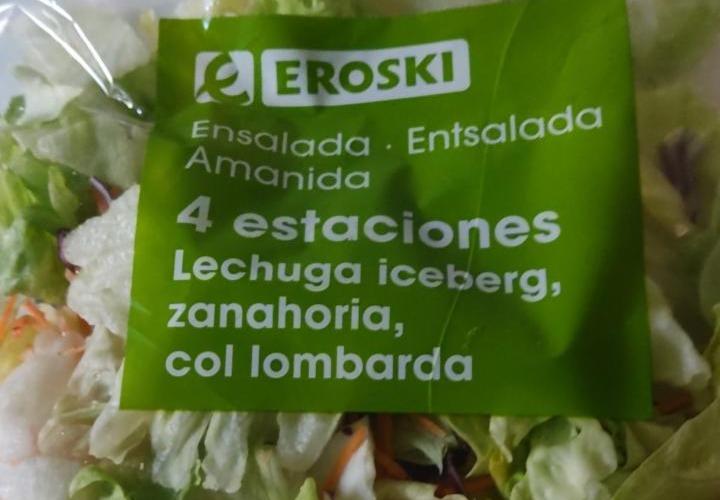 EROSKI
Ensalada · Entsalada
Amanida
4 estaciones
Lechuga iceberg,
zanahoria,
col lombarda